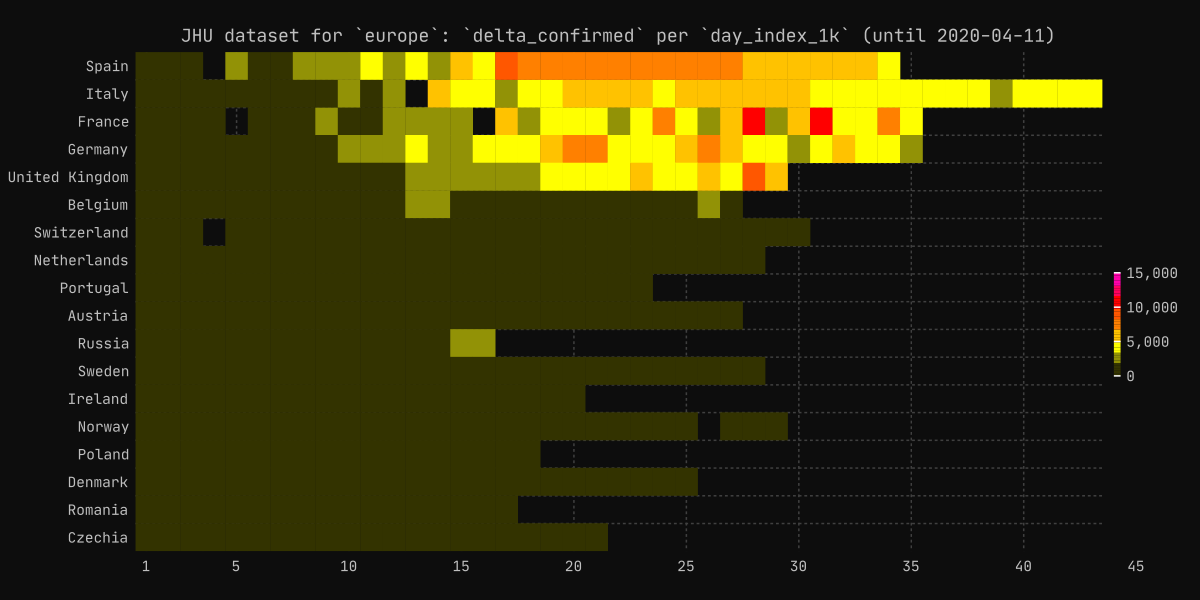 JHU dataset for `europe`: `delta_confirmed` per `day_index_1k` (until 2020-04-11)
Spain
Italy
France
Germany
United Kingdom
Belgium
Switzerland
Netherlands
Portugal
Austria
Russia
Sweden
Ireland
Norway
Poland
Denmark
Romania
Czechia
1 5 10 15 20 25 30 35 40 45
15,000
10,000
5,000
0